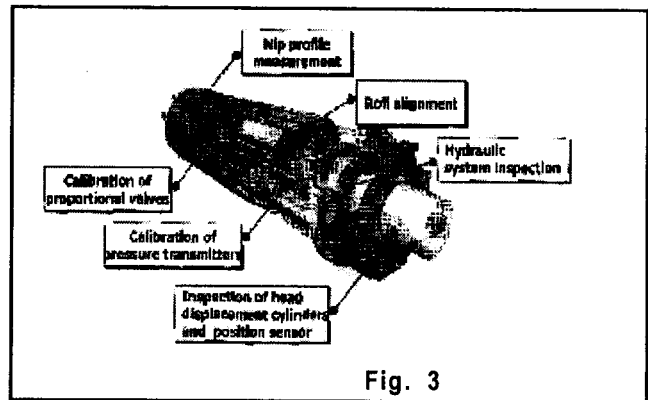 Nip profile
measurement
Roll alignment
Hydraulic
system inspection
Calibration of
proportional valves
Calibration of
pressure transmitters
Inspection of head
displacement cylinders
and position sensor
Fig. 3